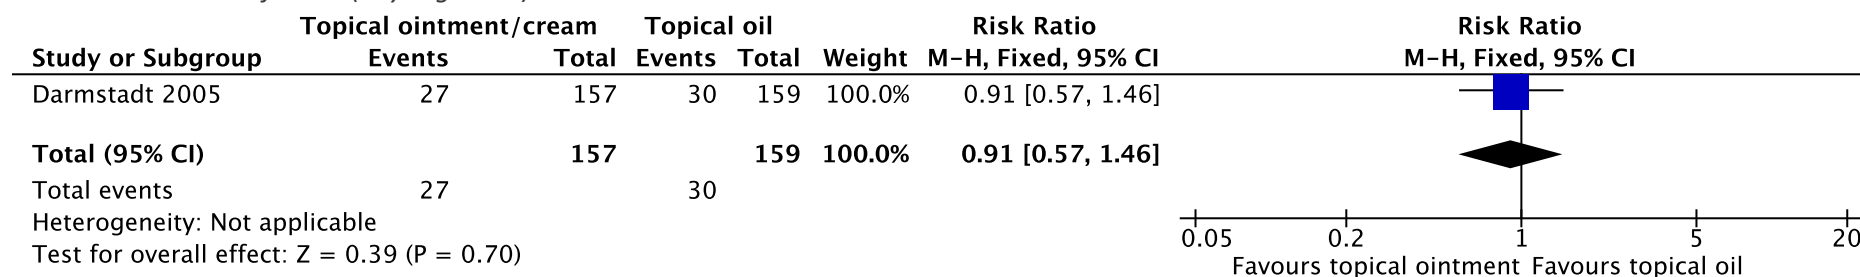 Topical ointment/cream Topical oil Risk Ratio Risk Ratio
Study or Subgroup Events Total Events Total Weight M-H, Fixed, 95% CI M-H, Fixed, 95% CI
Darmstadt 2005 27 157 30 159 100.0% 0.91 [0.57, 1.46]
Total (95% CI) 157 159 100.0% 0.91 [0.57, 1.46]
Total events 27 30
Heterogeneity: Not applicable
Test for overall effect: Z = 0.39 (P = 0.70)
0.05 0.2 1 5 20
Favours topical ointment Favours topical oil